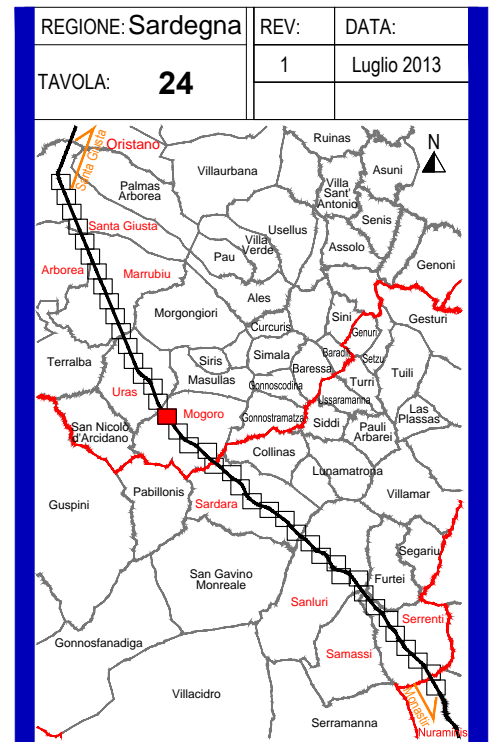 REGIONE: Sardegna
REV:
DATA:
TAVOLA: 24
1
Luglio 2013
N
Santa Giusta
Oristano
Ruinas
Villaurbana
Asuni
Palmas
Arborea
Villa
Sant'
Antonio
Senis
Santa Giusta
Usellus
Villa
Verde
Assolo
Pau
Genoni
Arborea
Marrubiu
Ales
Morgongiori
Sini
Gesturi
Curcuris
Genuri
Terralba
Siris
Simala
Baradili
Setzu
Baressa
Tuili
Masullas
Gonnoscodina
Turri
Uras
Ussaramanna
Mogoro
Gonnostramatza
Siddi
Las
Plassas
San Nicolò
d'Arcidano
Pauli
Arbarei
Collinas
Lunamatrona
Pabillonis
Villamar
Guspini
Sardara
Segariu
San Gavino
Monreale
Furtei
Sanluri
Serrenti
Gonnosfanadiga
Samassi
Villacidro
Monastir
Serramanna
Nuraminis